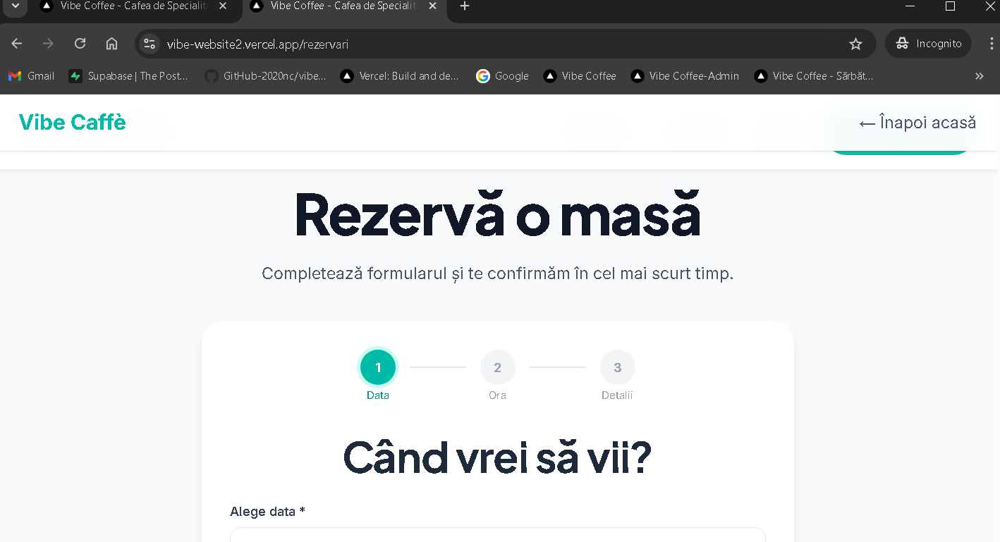 Vibe Coffee - Cafea de Specialit
Vibe Coffee - Cafea de Specialit
vibe-website2.vercel.app/rezervari
Incognito
Gmail
Supabase | The Post...
GitHub-2020nc/vibe...
Vercel: Build and de...
Google
Vibe Coffee
Vibe Coffee-Admin
Vibe Coffee - Sărbăt...
Vibe Caffè
← Înapoi acasă
Rezervă o masă
Completează formularul și te confirmăm în cel mai scurt timp.
1
2
3
Data
Ora
Detalii
Când vrei să vii?
Alege data *